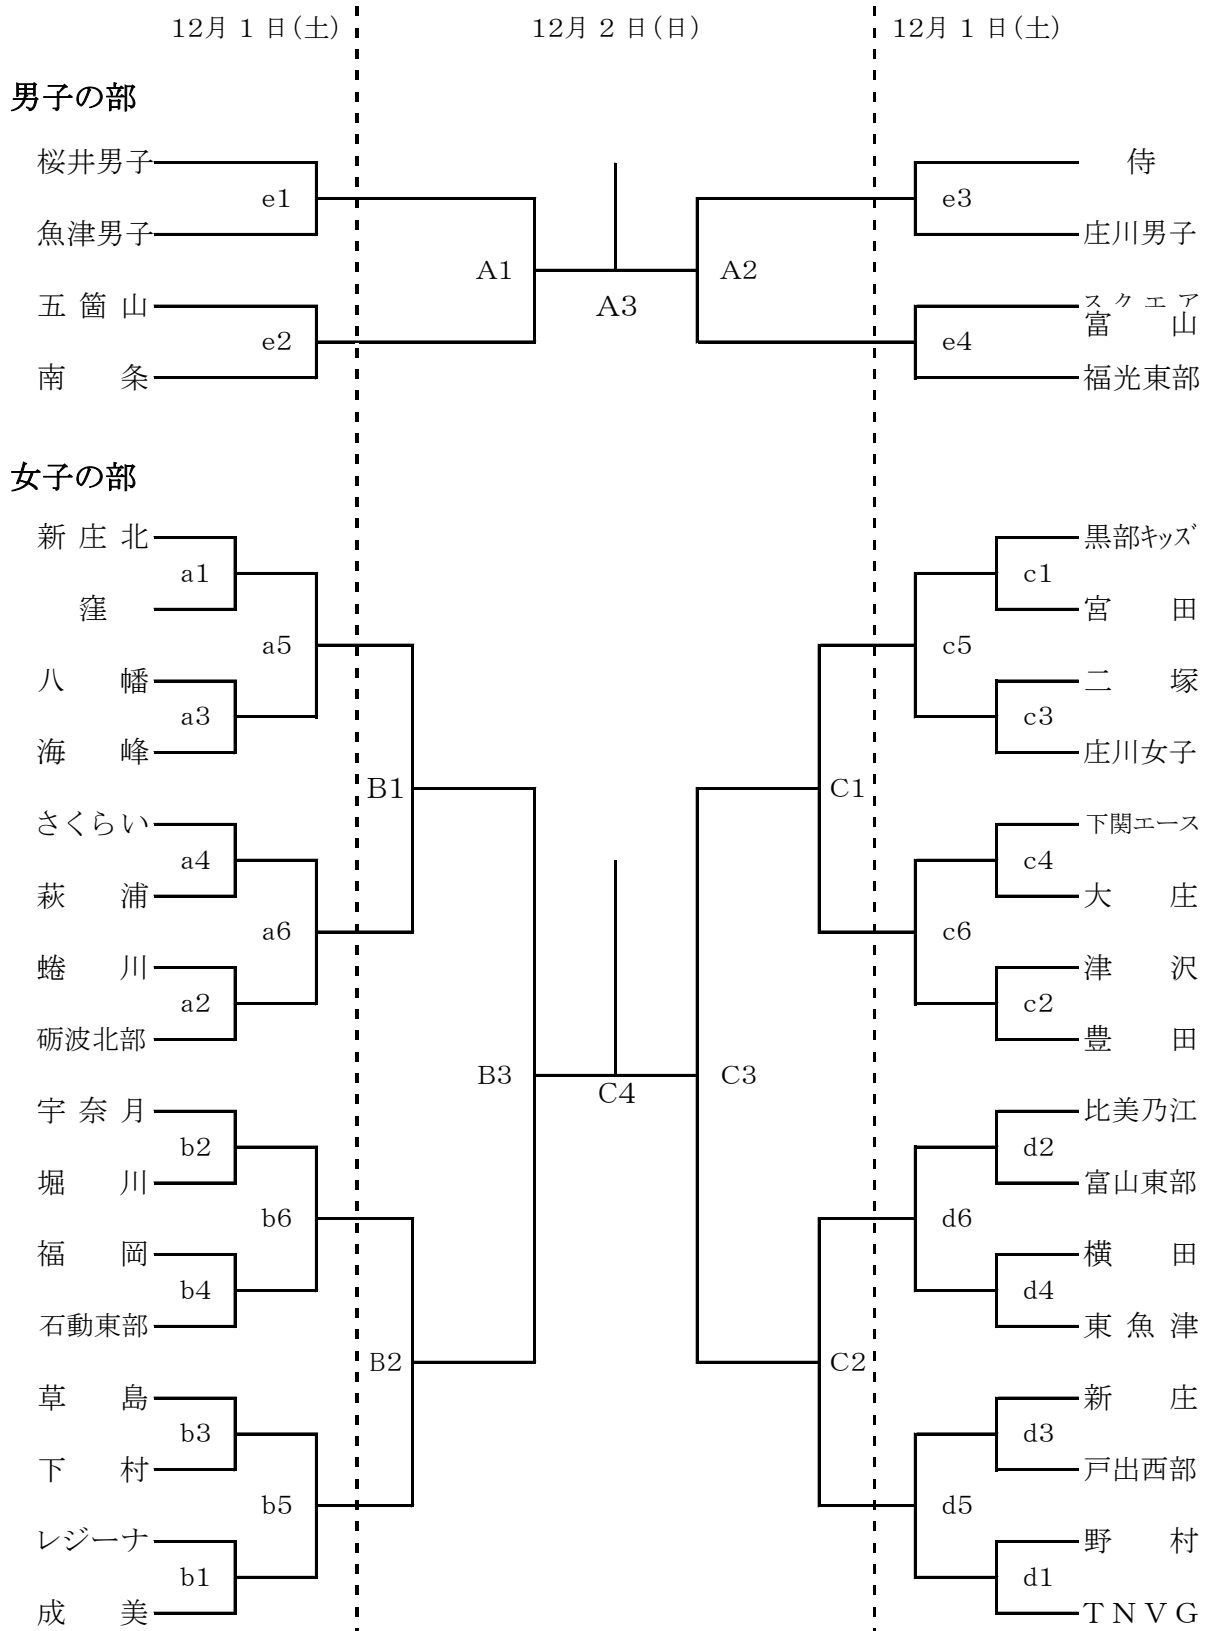 12月 1 日(土) 12月 2 日(日) 12月 1 日(土)
男子の部
桜井男子 侍
e1 e3
魚津男子 庄川男子
A1 A2
五箇山 スクエア
A3
富山
e2 e4
南条 福光東部
女子の部
新庄北 黒部キッズ
a1 c1
窪 宮田
a5 c5
八幡 二塚
a3 c3
海峰 庄川女子
B1 C1
さくらい 下関エース
a4 c4
萩浦 大庄
a6 c6
蜷川 津沢
a2 c2
砺波北部 豊田
B3 C3
C4
宇奈月 比美乃江
b2 d2
堀川 富山東部
b6 d6
福岡 横田
b4 d4
石動東部 東魚津
B2 C2
草島 新庄
b3 d3
下村 戸出西部
b5 d5
レジーナ 野村
b1 d1
成美 TNVG